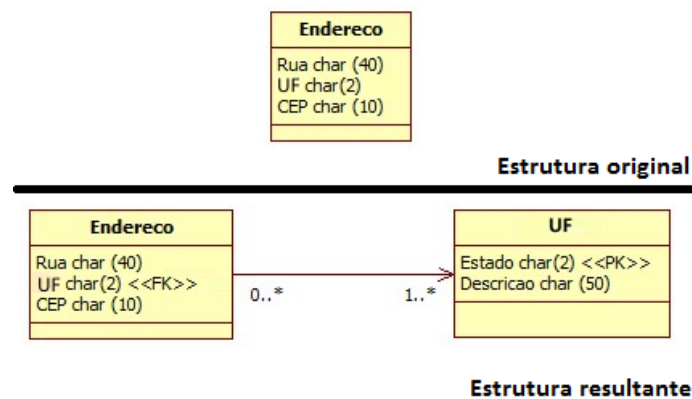 Endereco
Rua char (40)
UF char(2)
CEP char (10)
Estrutura original
Endereco
Rua char (40)
UF char(2) <<FK>>
CEP char (10)
0..*
1..*
UF
Estado char(2) <<PK>>
Descricao char (50)
Estrutura resultante